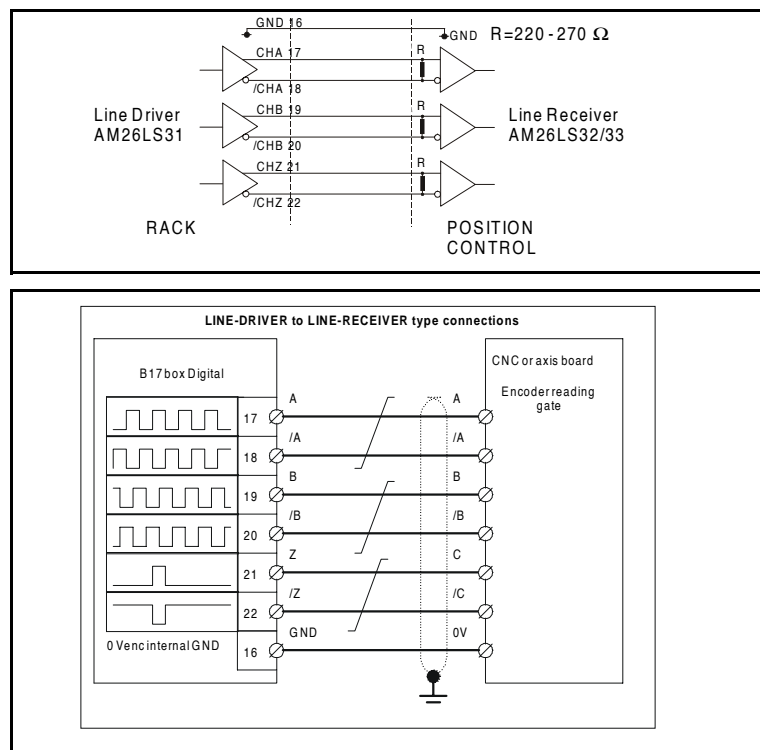 GND 16
GND R=220 - 270 Ω
CHA 17
R
/CHA 18
Line Driver
AM26LS31
CHB 19
R
Line Receiver
AM26LS32/33
/CHB 20
CHZ 21
R
/CHZ 22
RACK
POSITION
CONTROL
LINE-DRIVER to LINE-RECEIVER type connections
B17 box Digital
CNC or axis board
Encoder reading
gate
A
A
17
/A
/A
18
B
B
19
/B
/B
20
Z
C
21
/Z
/C
22
GND
0V
0 Venc internal GND
16